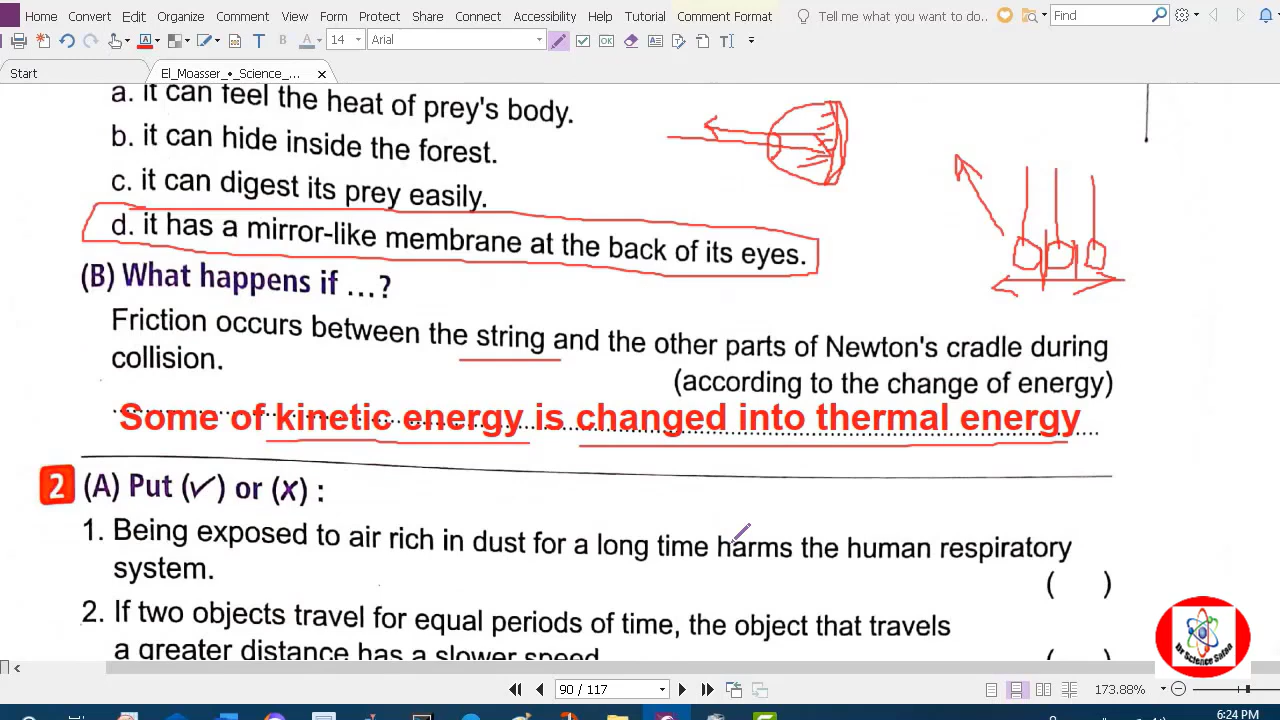 Home Convert Edit Organize Comment View Form Protect Share Connect Accessibility Help Tutorial Comment Format Tell me what you want to do.. Find
14 Arial
Start El_Moasser_•_Science_...
a. it can feel the heat of prey's body.
b. it can hide inside the forest.
c. it can digest its prey easily.
d. it has a mirror-like membrane at the back of its eyes.
(B) What happens if ...?
Friction occurs between the string and the other parts of Newton's cradle during
collision.
(according to the change of energy)
Some of kinetic energy is changed into thermal energy
2 (A) Put (✓) or (x) :
1. Being exposed to air rich in dust for a long time harms the human respiratory
system. ( )
2. If two objects travel for equal periods of time, the object that travels
a greater distance has a slower speed. ( )
Dr Science Safaa
90 / 117 173.88%
6:24 PM